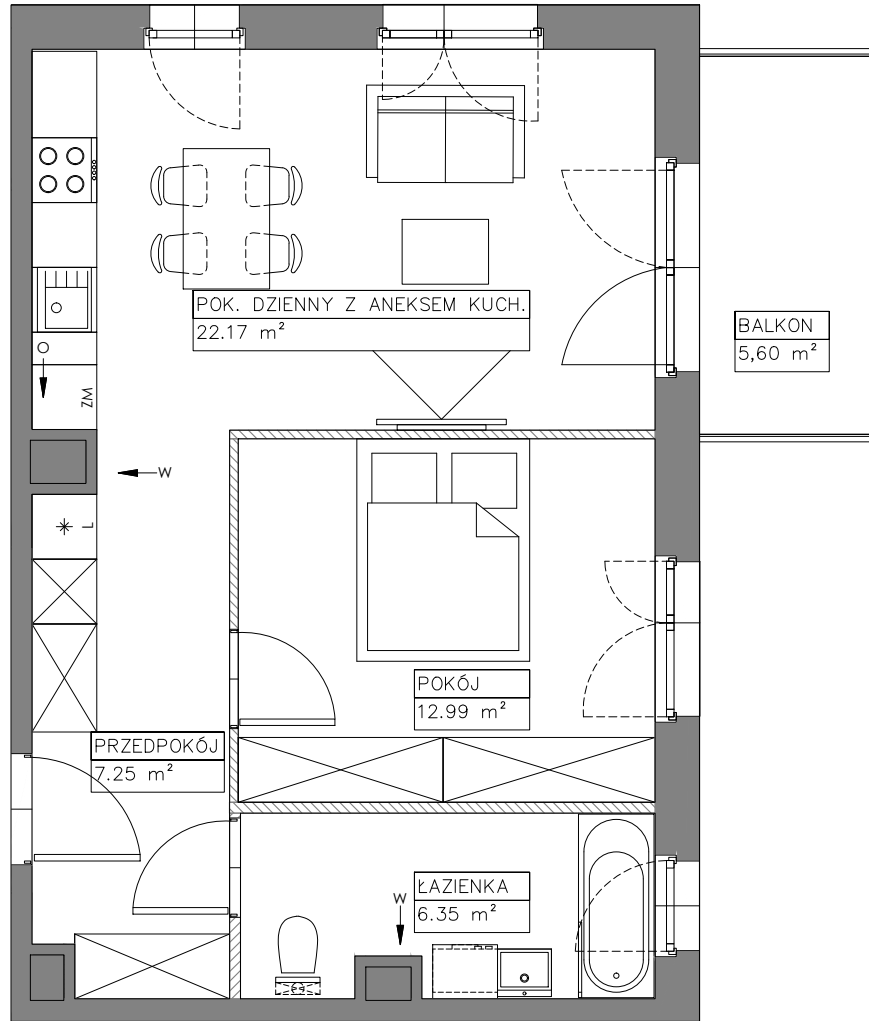 POK. DZIENNY Z ANEKSEM KUCH.
22.17 m²
BALKON
5,60 m²
ZM
W
L
POKÓJ
12.99 m²
PRZEDPOKÓJ
7.25 m²
ŁAZIENKA
6.35 m²
W